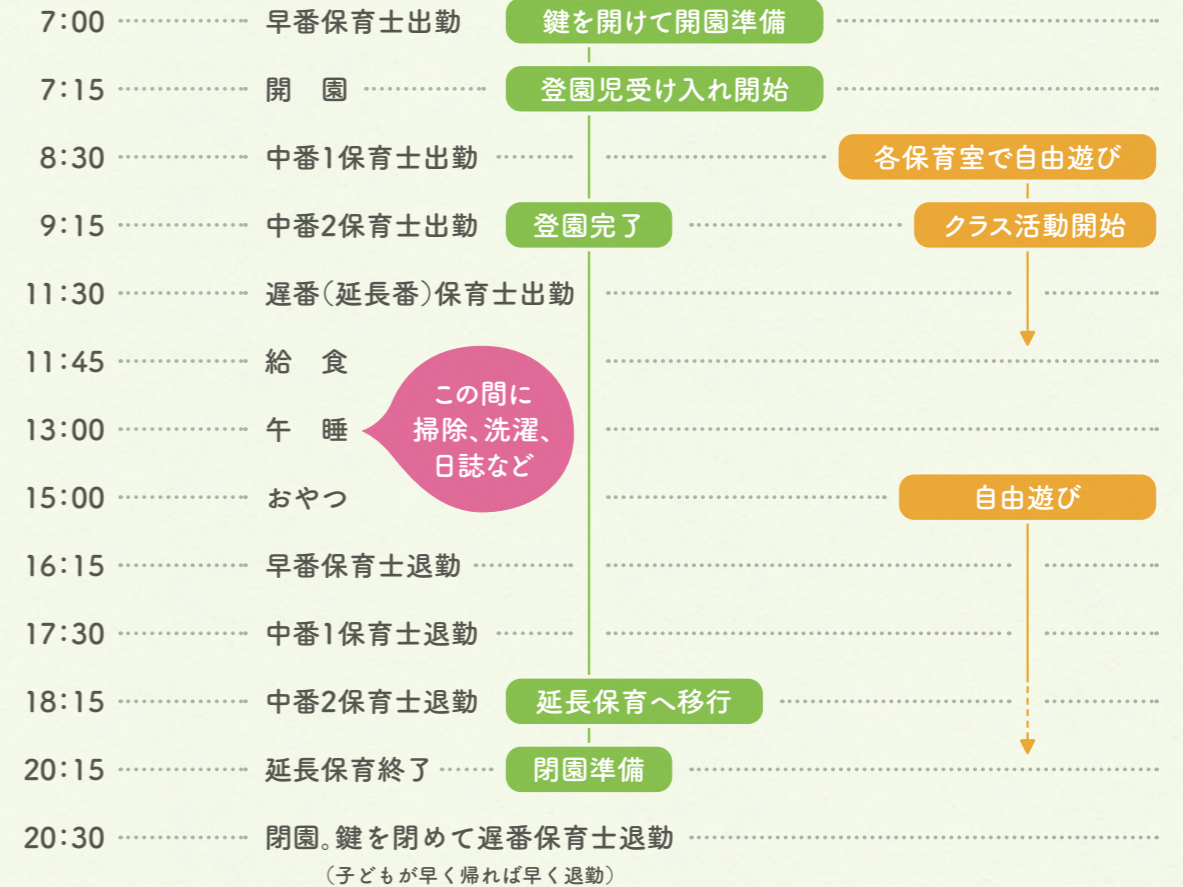 7:00 早番保育士出勤 鍵を開けて開園準備
7:15 開　園 登園児受け入れ開始
8:30 中番1保育士出勤 各保育室で自由遊び
9:15 中番2保育士出勤 登園完了 クラス活動開始
11:30 遅番（延長番）保育士出勤
11:45 給　食
この間に
13:00 午　睡 掃除、洗濯、
日誌など
15:00 おやつ 自由遊び
16:15 早番保育士退勤
17:30 中番1保育士退勤
18:15 中番2保育士退勤 延長保育へ移行
20:15 延長保育終了 閉園準備
20:30 閉園。鍵を閉めて遅番保育士退勤
（子どもが早く帰れば早く退勤）